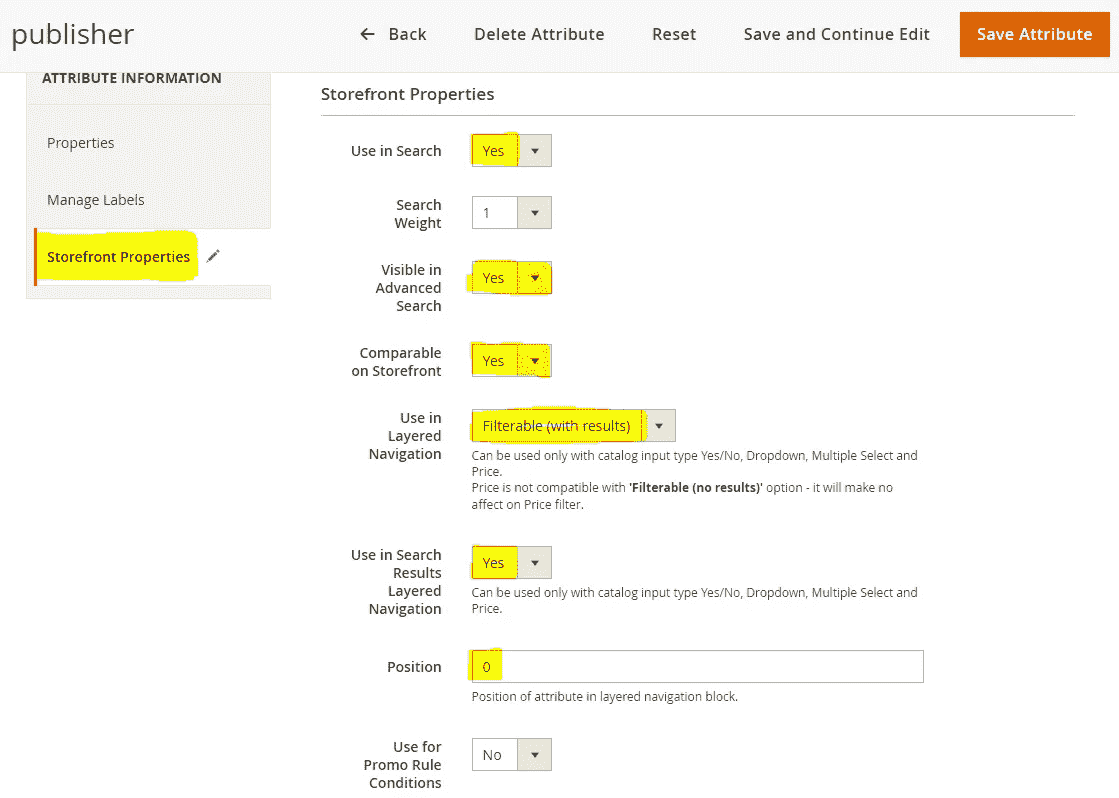 publisher
Back
Delete Attribute
Reset
Save and Continue Edit
Save Attribute
ATTRIBUTE INFORMATION
Properties
Manage Labels
Storefront Properties
Storefront Properties
Use in Search
Yes
Search
Weight
1
Visible in
Advanced
Search
Yes
Comparable
on Storefront
Yes
Use in
Layered
Navigation
Filterable (with results)
Can be used only with catalog input type Yes/No, Dropdown, Multiple Select and
Price.
Price is not compatible with 'Filterable (no results)' option - it will make no
affect on Price filter.
Use in Search
Results
Layered
Navigation
Yes
Can be used only with catalog input type Yes/No, Dropdown, Multiple Select and
Price.
Position
0
Position of attribute in layered navigation block.
Use for
Promo Rule
Conditions
No